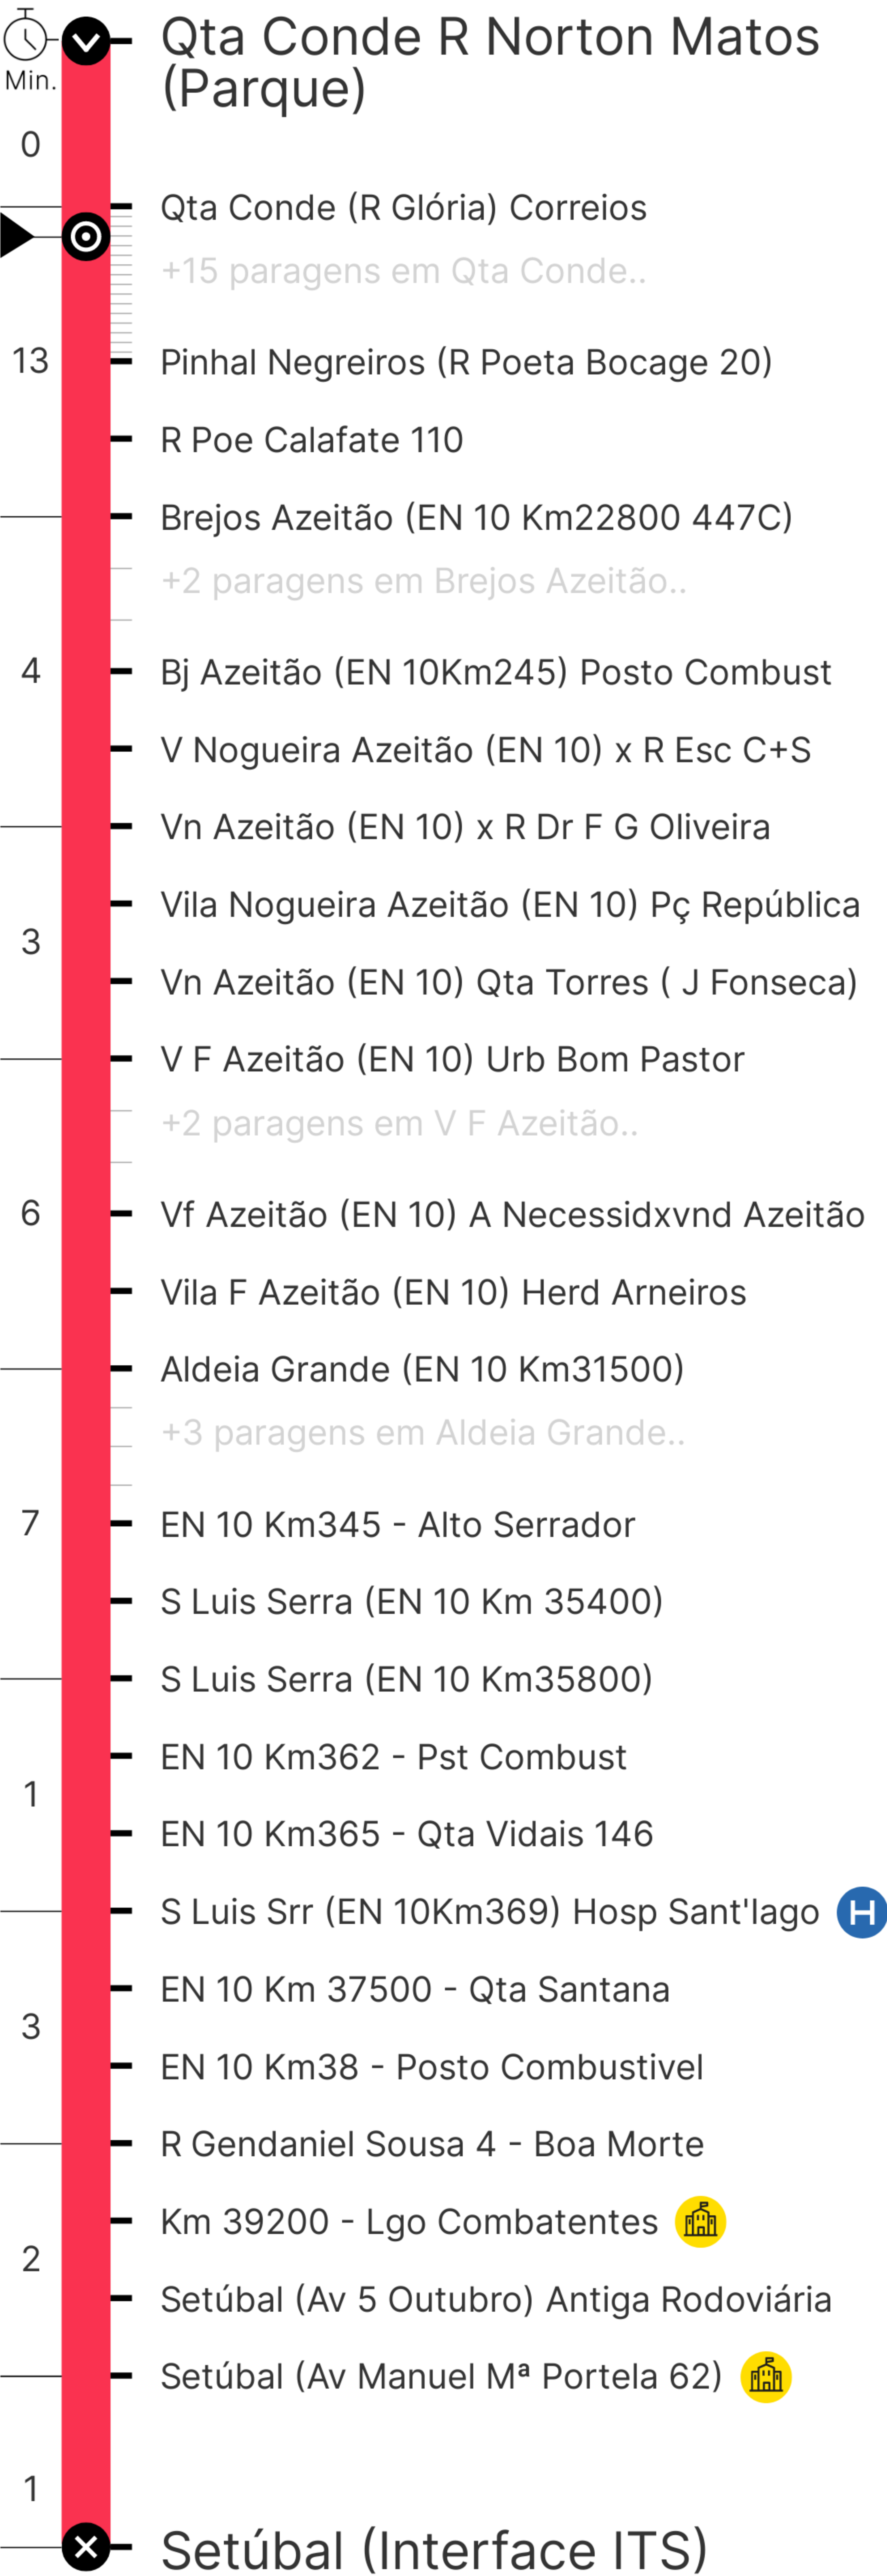 Qta Conde R Norton Matos
(Parque)
Min.
0
Qta Conde (R Glória) Correios
+15 paragens em Qta Conde..
13
Pinhal Negreiros (R Poeta Bocage 20)
R Poe Calafate 110
Brejos Azeitão (EN 10 Km22800 447C)
+2 paragens em Brejos Azeitão..
4
Bj Azeitão (EN 10Km245) Posto Combust
V Nogueira Azeitão (EN 10) x R Esc C+S
Vn Azeitão (EN 10) x R Dr F G Oliveira
Vila Nogueira Azeitão (EN 10) Pç República
3
Vn Azeitão (EN 10) Qta Torres ( J Fonseca)
V F Azeitão (EN 10) Urb Bom Pastor
+2 paragens em V F Azeitão..
6
Vf Azeitão (EN 10) A Necessidxvnd Azeitão
Vila F Azeitão (EN 10) Herd Arneiros
Aldeia Grande (EN 10 Km31500)
+3 paragens em Aldeia Grande..
7
EN 10 Km345 - Alto Serrador
S Luis Serra (EN 10 Km 35400)
S Luis Serra (EN 10 Km35800)
EN 10 Km362 - Pst Combust
1
EN 10 Km365 - Qta Vidais 146
S Luis Srr (EN 10Km369) Hosp Sant'Iago
H
EN 10 Km 37500 - Qta Santana
3
EN 10 Km38 - Posto Combustivel
R Gendaniel Sousa 4 - Boa Morte
Km 39200 - Lgo Combatentes
2
Setúbal (Av 5 Outubro) Antiga Rodoviária
Setúbal (Av Manuel Mª Portela 62)
1
Setúbal (Interface ITS)